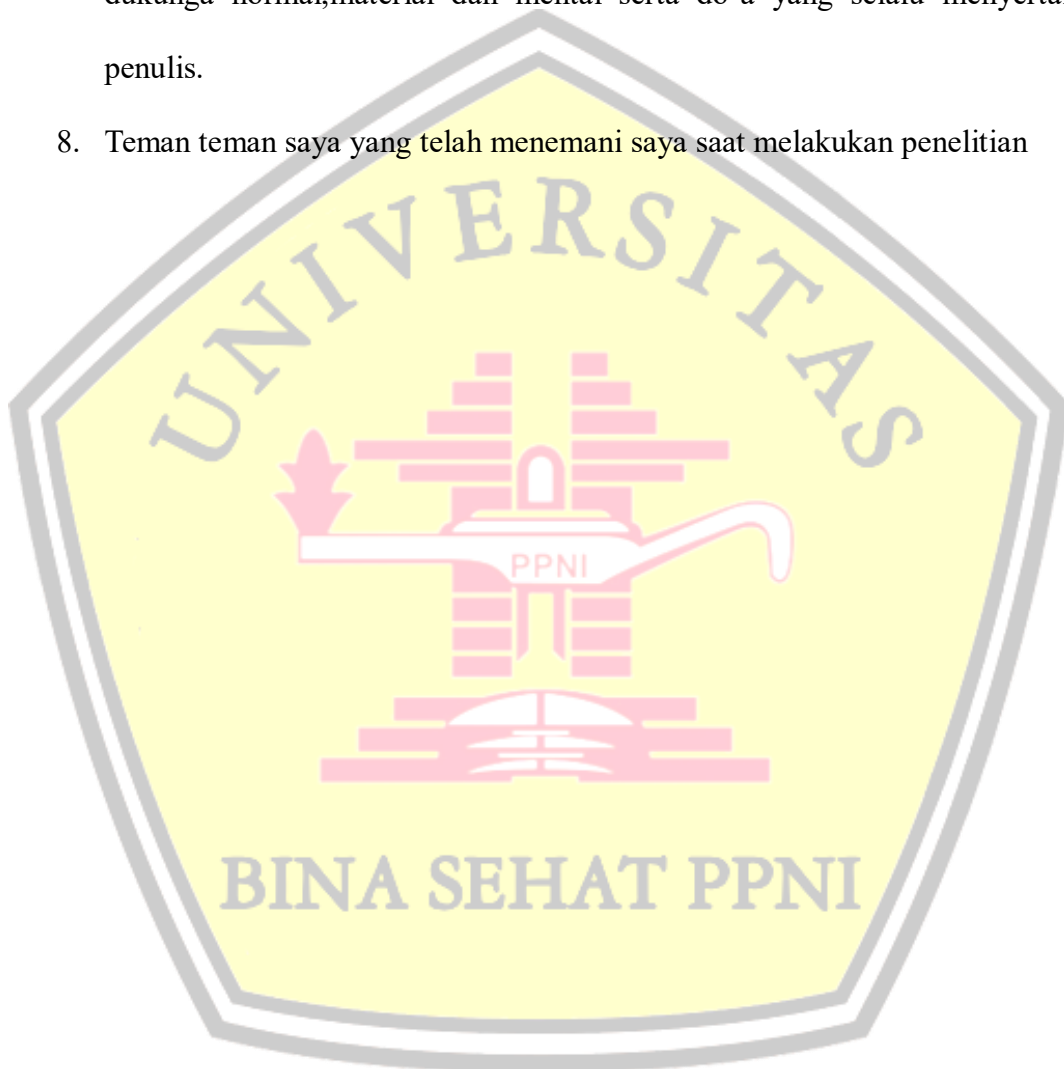 dukunga normal,material dan mental serta do'a yang selalu menyertai
penulis.
8. Teman teman saya yang telah menemani saya saat melakukan penelitian
UNIVERSITAS
PPNI
BINA SEHAT PPNI